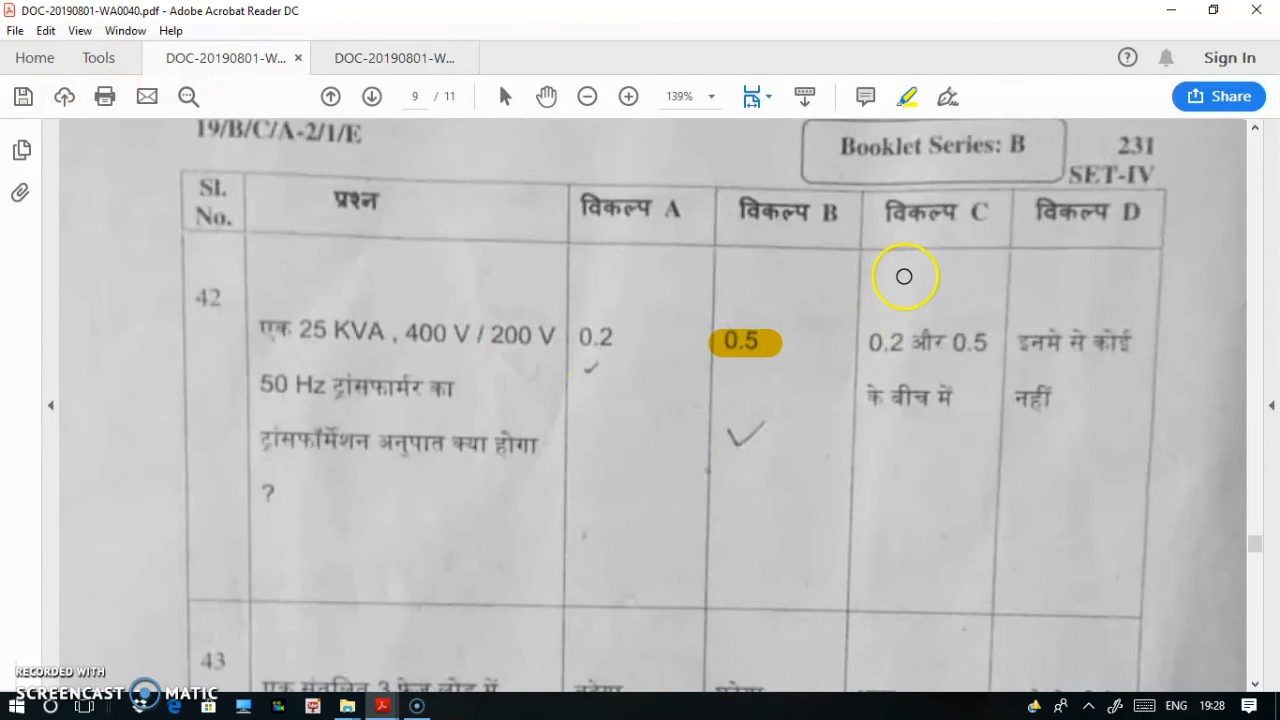 DOC-20190801-WA0040.pdf - Adobe Acrobat Reader DC
File Edit View Window Help
Home Tools DOC-20190801-W... × DOC-20190801-W... Sign In
9 / 11 139% Share
19/B/C/A-2/1/E Booklet Series: B 231
SET-IV
Sl. No. प्रश्न विकल्प A विकल्प B विकल्प C विकल्प D
42
एक 25 KVA , 400 V / 200 V 0.2 0.5 0.2 और 0.5 इनमे से कोई
50 Hz ट्रांसफार्मर का के बीच में नहीं
ट्रांसफॉर्मेशन अनुपात क्या होगा
?
43
एक संतुलित 3 फेज लोड में
RECORDED WITH
SCREENCAST MATIC
ENG 19:28